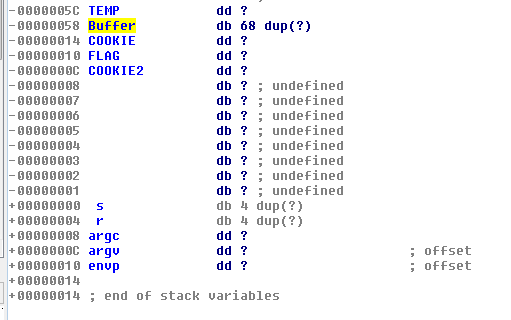 -0000005C TEMP dd ?
-00000058 Buffer db 68 dup(?)
-00000014 COOKIE dd ?
-00000010 FLAG dd ?
-0000000C COOKIE2 dd ?
-00000008 db ? ; undefined
-00000007 db ? ; undefined
-00000006 db ? ; undefined
-00000005 db ? ; undefined
-00000004 db ? ; undefined
-00000003 db ? ; undefined
-00000002 db ? ; undefined
-00000001 db ? ; undefined
+00000000 s db 4 dup(?)
+00000004 r db 4 dup(?)
+00000008 argc dd ?
+0000000C argv dd ? ; offset
+00000010 envp dd ? ; offset
+00000014
+00000014 ; end of stack variables